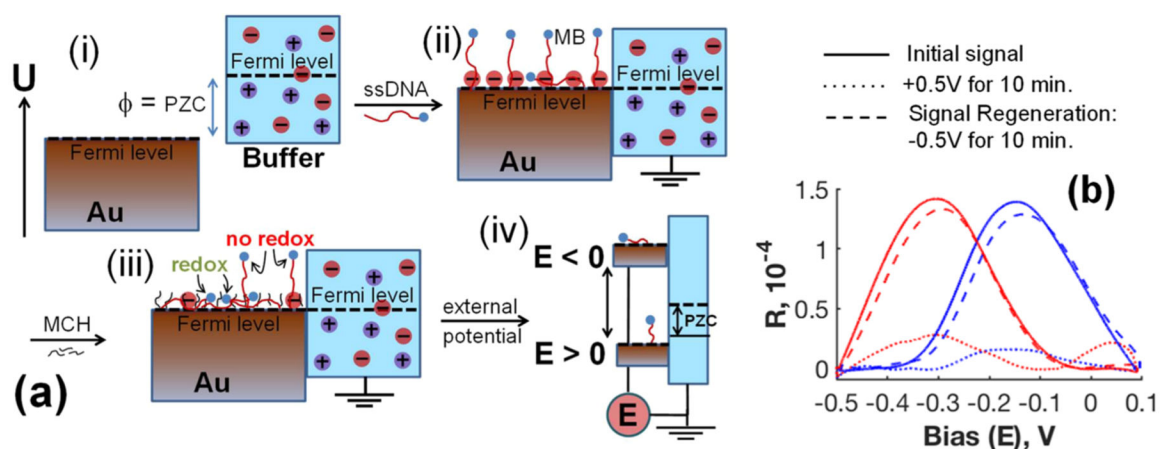 (i)
U
ϕ = PZC
Fermi level
Buffer
Fermi level
Au
ssDNA
(ii)
MB
Fermi level
Fermi level
Au
MCH
(iii)
redox
no redox
Fermi level
Fermi level
Au
(a)
external
potential
(iv)
E < 0
E > 0
PZC
E
Initial signal
+0.5V for 10 min.
Signal Regeneration:
-0.5V for 10 min.
(b)
R, 10⁻⁴
1.5
1
0.5
0
-0.5 -0.4 -0.3 -0.2 -0.1 0 0.1
Bias (E), V